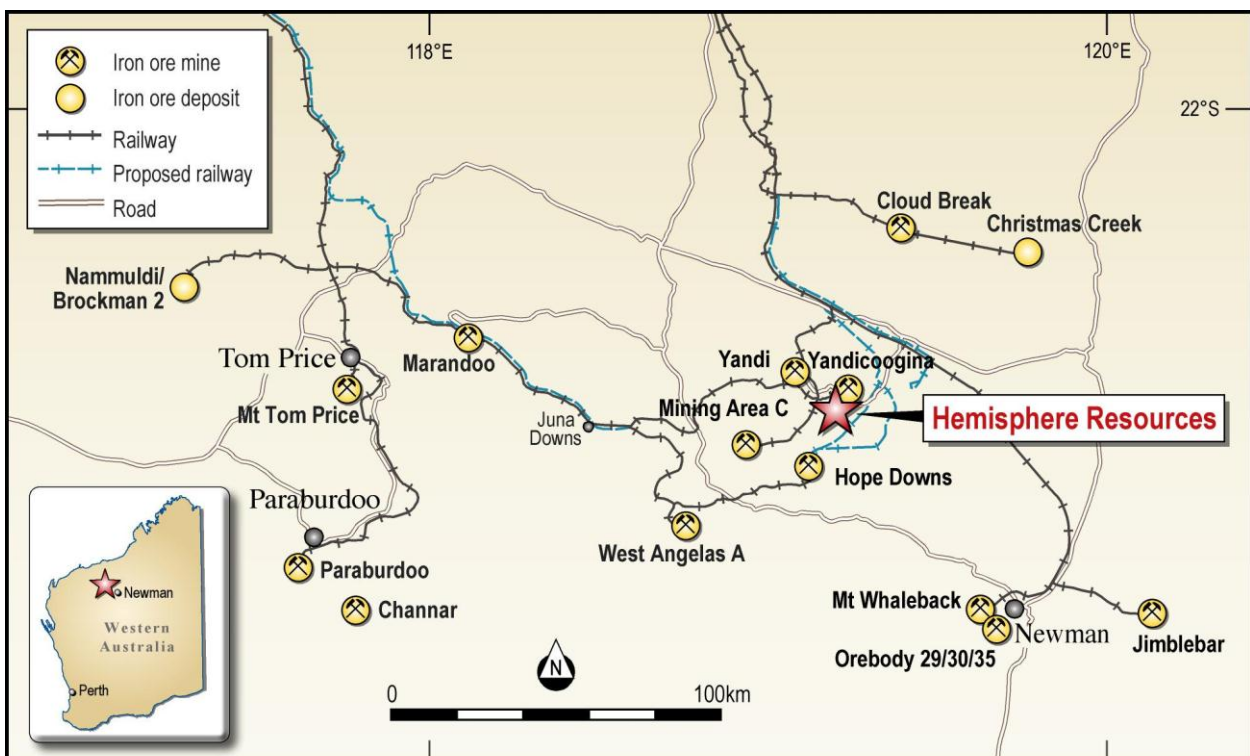 118°E
120°E
22°S
Iron ore mine
Iron ore deposit
Railway
Proposed railway
Road
Cloud Break
Christmas Creek
Nammuldi/
Brockman 2
Tom Price
Mt Tom Price
Marandoo
Yandi
Yandicoogina
Mining Area C
Hemisphere Resources
Juna
Downs
Hope Downs
Paraburdoo
West Angelas A
Paraburdoo
Channar
Mt Whaleback
Newman
Orebody 29/30/35
Jimblebar
Newman
Western
Australia
Perth
N
0
100km